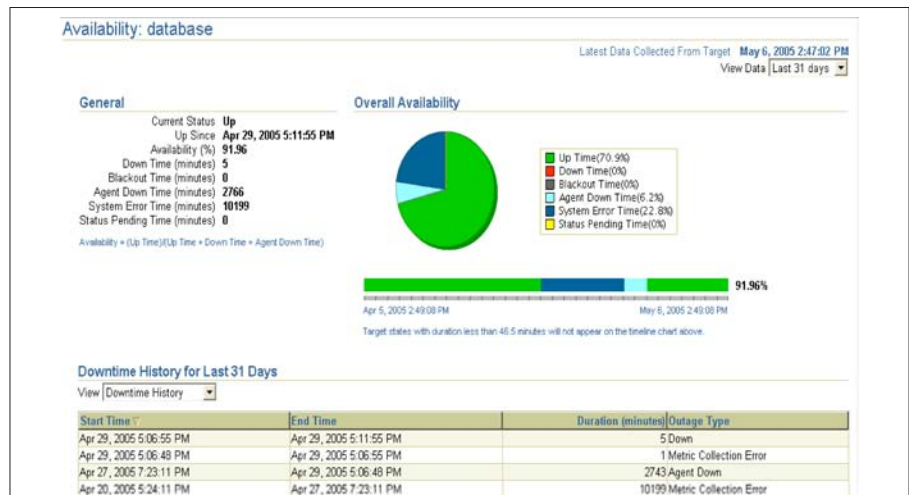 Availability: database
Latest Data Collected From Target May 6, 2005 2:47:02 PM
View Data Last 31 days
General
Current Status Up
Up Since Apr 29, 2005 5:11:55 PM
Availability (%) 91.96
Down Time (minutes) 5
Blackout Time (minutes) 0
Agent Down Time (minutes) 2766
System Error Time (minutes) 10199
Status Pending Time (minutes) 0
Availability = (Up Time)/(Up Time + Down Time + Agent Down Time)
Overall Availability
Up Time(70.9%)
Down Time(0%)
Blackout Time(0%)
Agent Down Time(6.2%)
System Error Time(22.8%)
Status Pending Time(0%)
91.96%
Apr 5, 2005 2:49:08 PM May 6, 2005 2:49:08 PM
Target states with duration less than 46.5 minutes will not appear on the timeline chart above.
Downtime History for Last 31 Days
View Downtime History
Start Time End Time Duration (minutes) Outage Type
Apr 29, 2005 5:06:55 PM Apr 29, 2005 5:11:55 PM 5 Down
Apr 29, 2005 5:06:48 PM Apr 29, 2005 5:06:55 PM 1 Metric Collection Error
Apr 27, 2005 7:23:11 PM Apr 29, 2005 5:06:48 PM 2743 Agent Down
Apr 20, 2005 5:24:11 PM Apr 27, 2005 7:23:11 PM 10199 Metric Collection Error